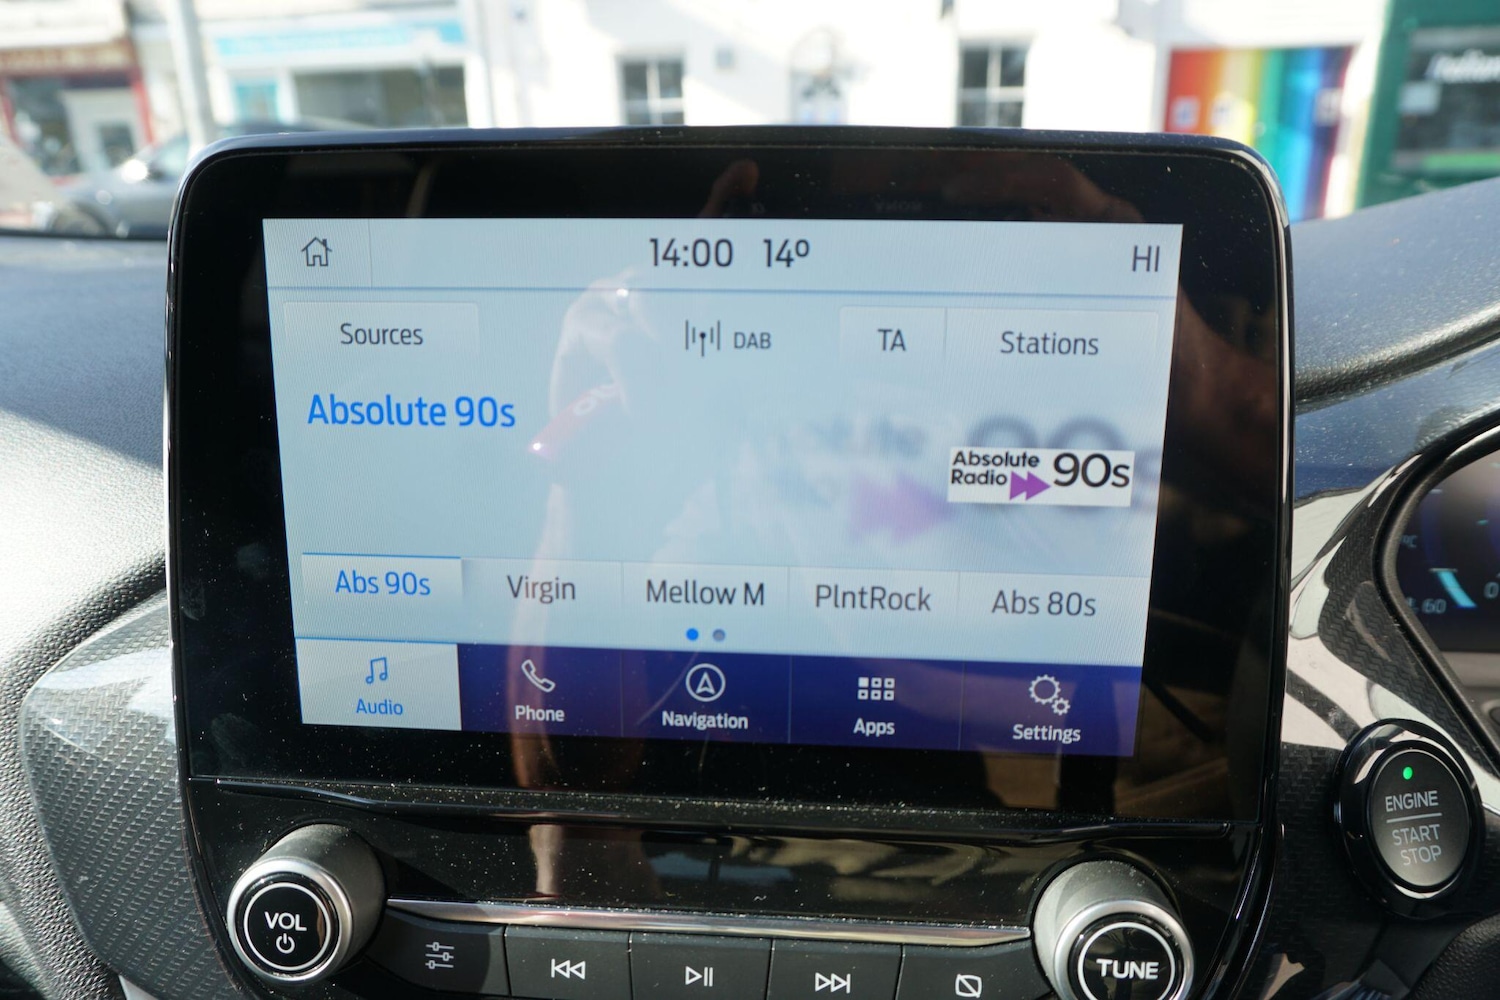 14:00 14º HI
Sources DAB TA Stations
Absolute 90s
Absolute
Radio 90s
Abs 90s Virgin Mellow M PlntRock Abs 80s
Audio Phone Navigation Apps Settings
ENGINE
START
STOP
VOL
TUNE
60